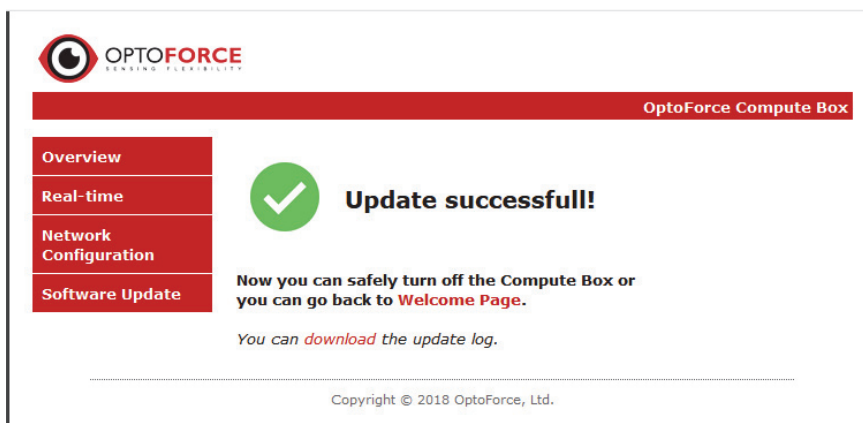 OPTOFORCE
SENSING FLEXIBILITY
OptoForce Compute Box
Overview
Real-time
Network
Configuration
Software Update
Update successfull!
Now you can safely turn off the Compute Box or
you can go back to Welcome Page.
You can download the update log.
Copyright © 2018 OptoForce, Ltd.